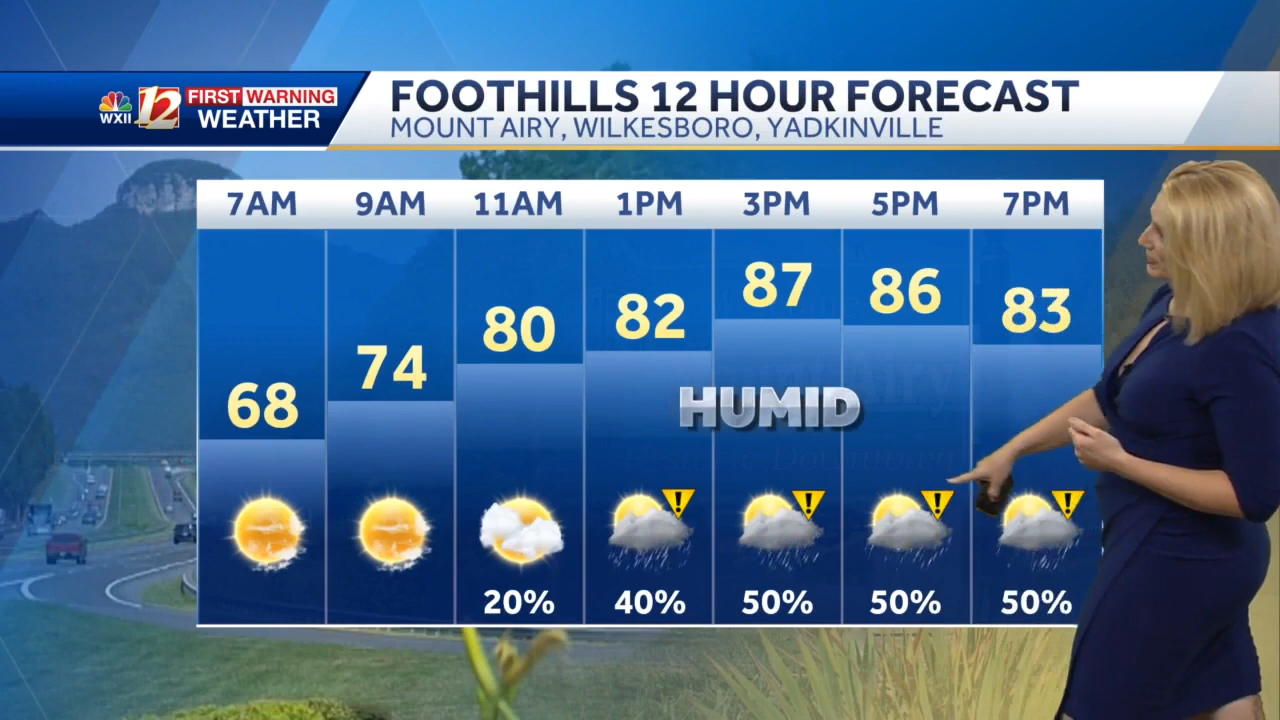 WXII 12 FIRST WARNING WEATHER
FOOTHILLS 12 HOUR FORECAST
MOUNT AIRY, WILKESBORO, YADKINVILLE
7AM 9AM 11AM 1PM 3PM 5PM 7PM
68 74 80 82 87 86 83
HUMID
! ! ! !
20% 40% 50% 50% 50%